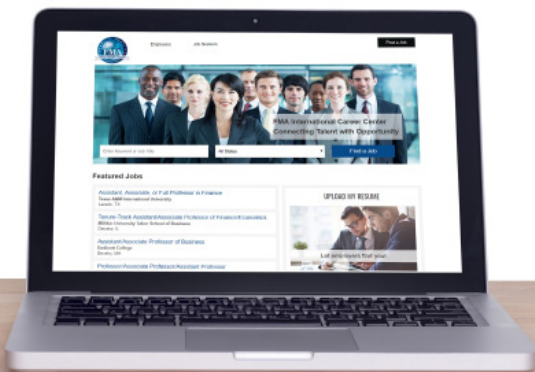 FMA
Employers
Job Seekers
Post a Job
FMA International Career Center
Connecting Talent with Opportunity
Enter Keyword or Job Title
All States
Find a Job
Featured Jobs
Assistant, Associate, or Full Professor in Finance
Texas A&M International University
Laredo, TX
Tenure-Track Assistant/Associate Professor of Finance/Economics
Millikin University Tabor School of Business
Decatur, IL
Assistant/Associate Professor of Business
College
Professor/Associate Professor/Assistant Professor
UPLOAD MY RESUME
Let employers find you.